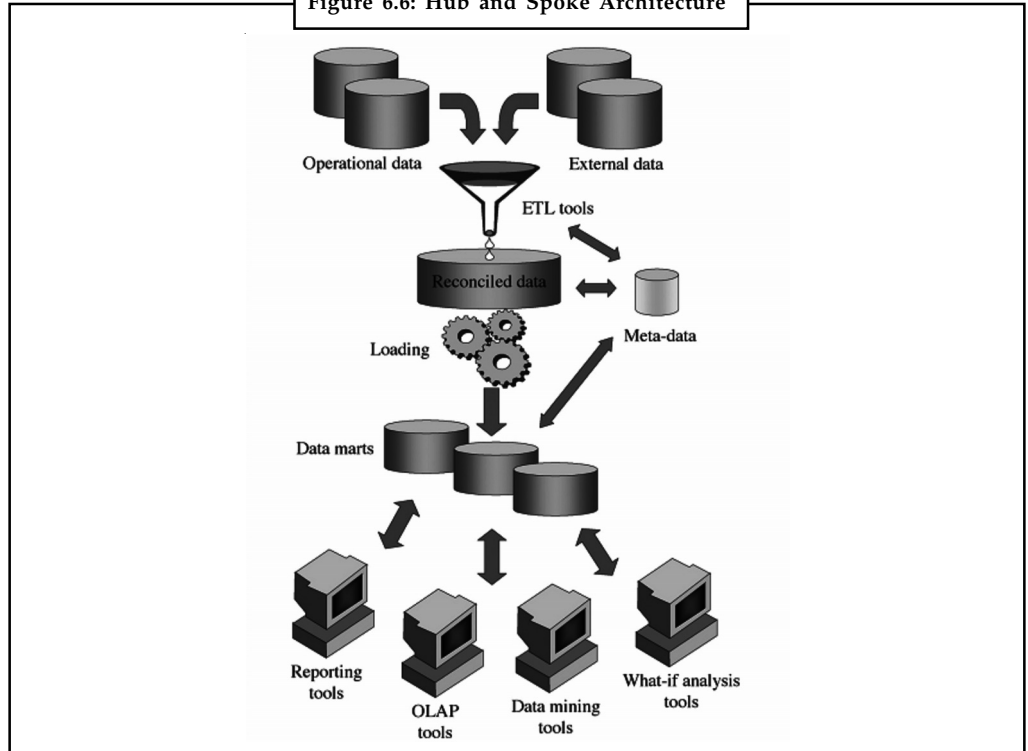 Figure 6.6: Hub and Spoke Architecture
Operational data
External data
ETL tools
Reconciled data
Meta-data
Loading
Data marts
Reporting
tools
OLAP
tools
Data mining
tools
What-if analysis
tools